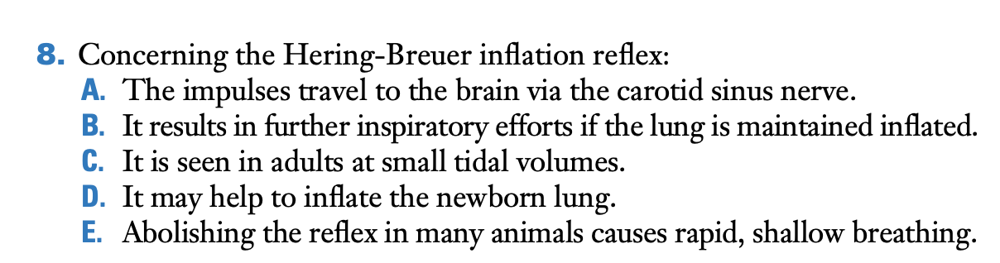 8. Concerning the Hering-Breuer inflation reflex:
A. The impulses travel to the brain via the carotid sinus nerve.
B. It results in further inspiratory efforts if the lung is maintained inflated.
C. It is seen in adults at small tidal volumes.
D. It may help to inflate the newborn lung.
E. Abolishing the reflex in many animals causes rapid, shallow breathing.